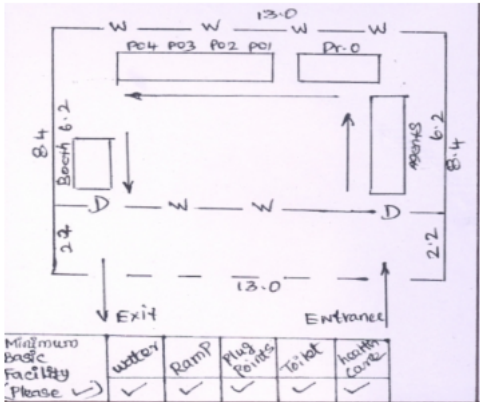 13.0
W W W W
PO4 PO3 PO2 PO1 Pr.O
8.4 6.2 Booth
Agents 6.2 8.4
D W W D
2.2 2.2
13.0
Exit Entrance
Minimum Basic Facility (Please ✓) water Ramp Plug Points Toilet health care
✓ ✓ ✓ ✓ ✓